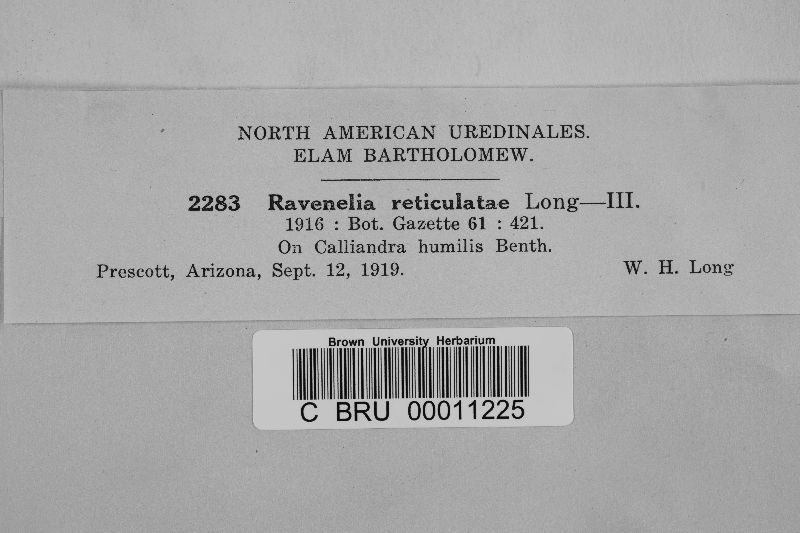 NORTH AMERICAN UREDINALES.
ELAM BARTHOLOMEW.
2283 Ravenelia reticulatae Long—III.
1916 : Bot. Gazette 61 : 421.
On Calliandra humilis Benth.
Prescott, Arizona, Sept. 12, 1919. W. H. Long
Brown University Herbarium
C BRU 00011225